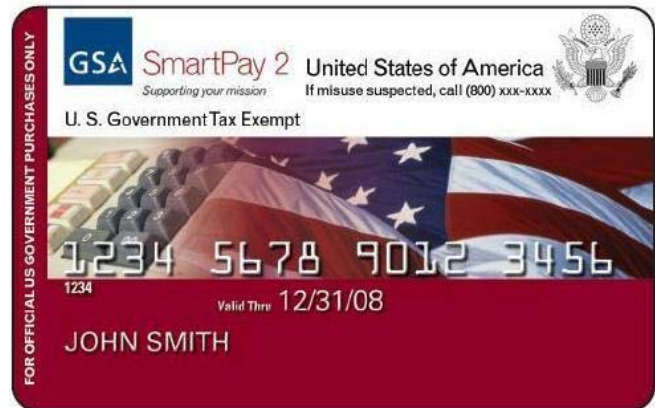 FOR OFFICIAL US GOVERNMENT PURCHASES ONLY
GSA SmartPay 2
Supporting your mission
United States of America
If misuse suspected, call (800) xxx-xxxx
U. S. Government Tax Exempt
1234 5678 9012 3456
1234
Valid Thru 12/31/08
JOHN SMITH